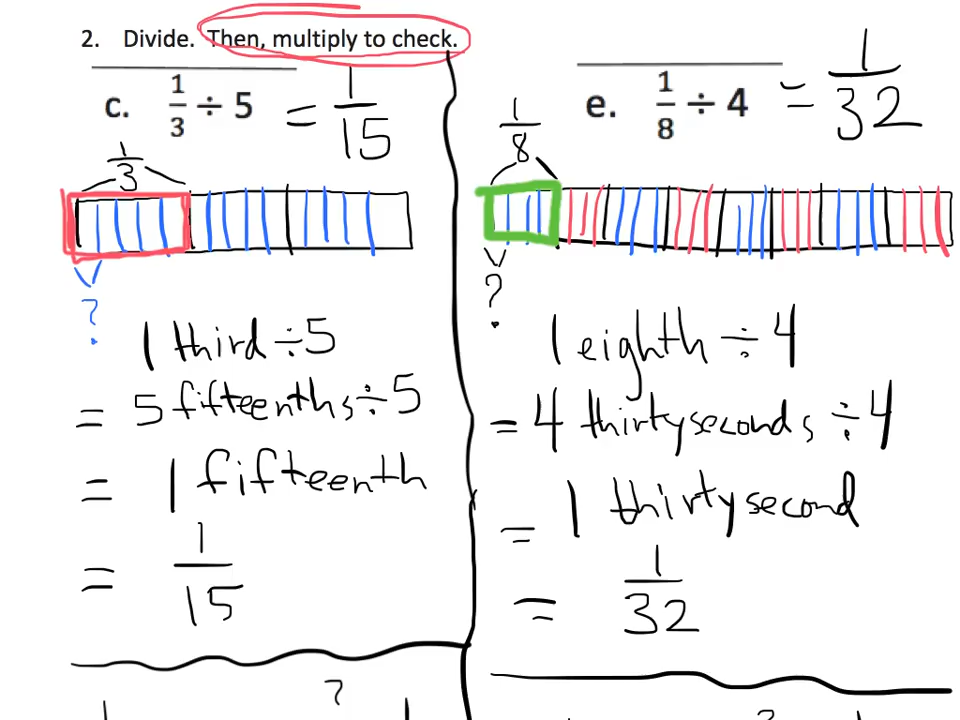 2. Divide. Then, multiply to check.
c. 1/3 ÷ 5 = 1/15
1/3
?
1 third ÷ 5
= 5 fifteenths ÷ 5
= 1 fifteenth
= 1/15
?
1
1
e. 1/8 ÷ 4 = 1/32
1/8
?
1 eighth ÷ 4
= 4 thirtyseconds ÷ 4
= 1 thirtysecond
= 1/32